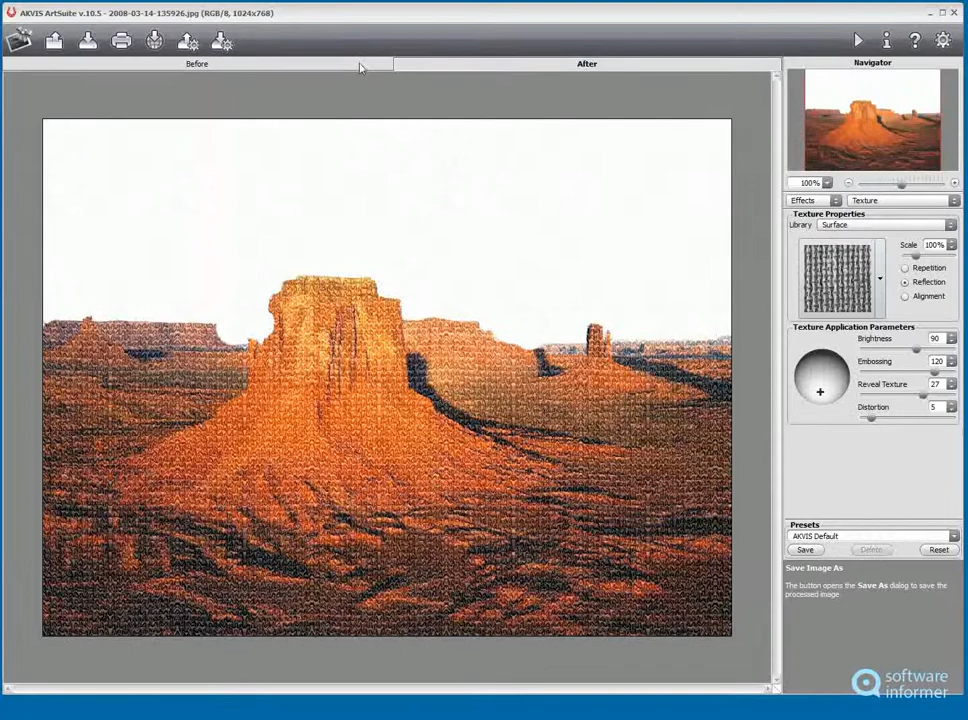 AKVIS ArtSuite v.10.5 - 2008-03-14-135926.jpg (RGB/8, 1024x768)
Before
After
Navigator
100%
Effects
Texture
Texture Properties
Library
Surface
Scale
100%
Repetition
Reflection
Alignment
Texture Application Parameters
Brightness
90
Embossing
120
Reveal Texture
27
Distortion
5
Presets
AKVIS Default
Save
Delete
Reset
Save Image As
The button opens the Save As dialog to save the
processed image
software
informer